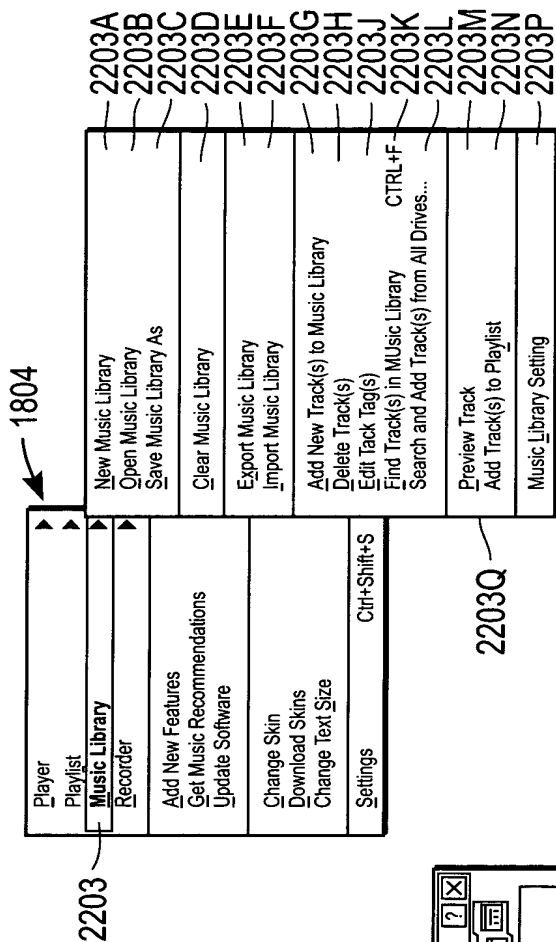 1804
Player
Playlist
Music Library
Recorder
Add New Features
Get Music Recommendations
Update Software
Change Skin
Download Skins
Change Text Size
Settings Ctrl+Shift+S
2203
New Music Library 2203A
Open Music Library 2203B
Save Music Library As 2203C
Clear Music Library 2203D
Export Music Library 2203E
Import Music Library 2203F
Add New Track(s) to Music Library 2203G
Delete Track(s) 2203H
Edit Tack Tag(s) 2203J
Find Track(s) in MUsic Library CTRL+F 2203K
Search and Add Track(s) from All Drives... 2203L
Preview Track 2203M
Add Track(s) to Playlist 2203N
Music Library Setting 2203P
2203Q
? X